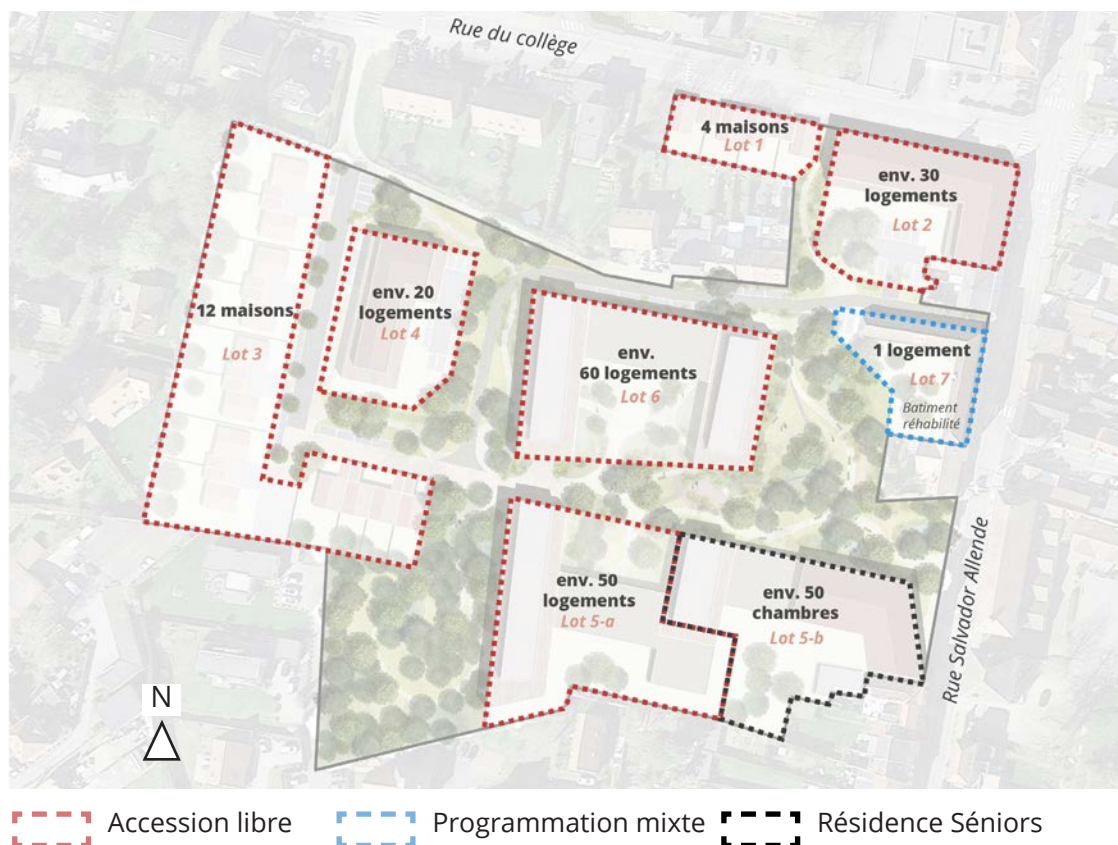 Rue du collège
4 maisons
Lot 1
env. 30
logements
Lot 2
12 maisons
Lot 3
env. 20
logements
Lot 4
env.
60 logements
Lot 6
1 logement
Lot 7
Batiment
réhabilité
env. 50
logements
Lot 5-a
env. 50
chambres
Lot 5-b
Rue Salvador Allende
N
Accession libre
Programmation mixte
Résidence Séniors